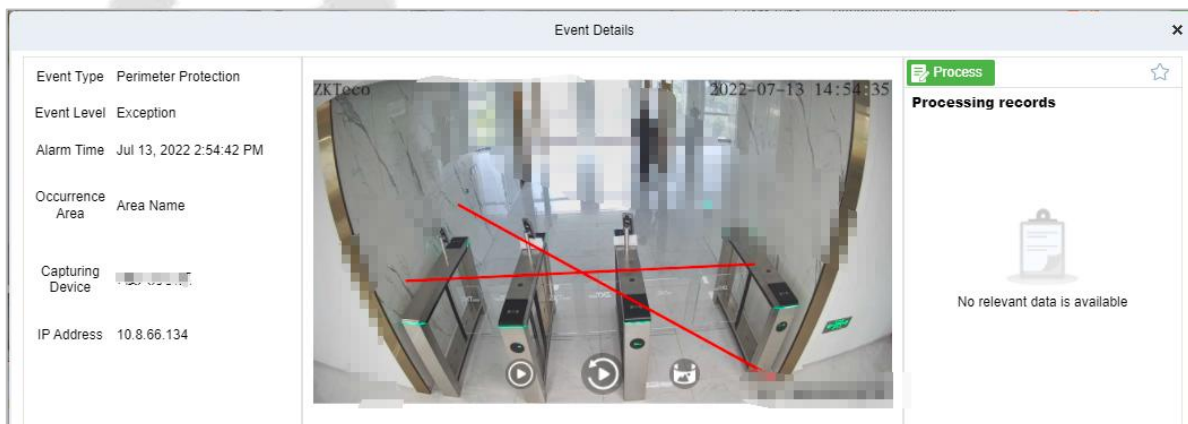 Event Details
Event Type Perimeter Protection
Event Level Exception
Alarm Time Jul 13, 2022 2:54:42 PM
Occurrence
Area
Area Name
Capturing
Device
IP Address 10.8.66.134
ZKTeco
2022-07-13 14:54:35
Process
Processing records
No relevant data is available